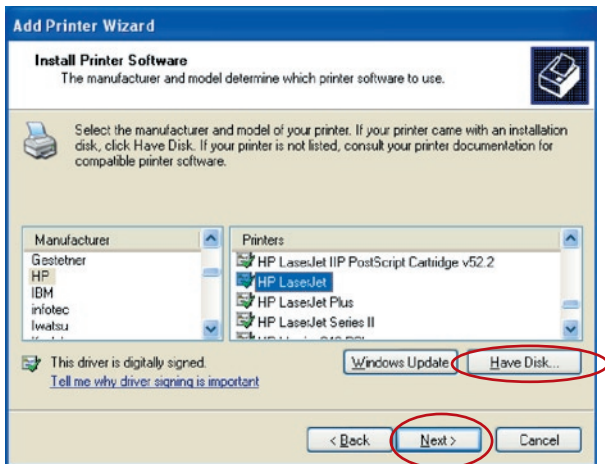 Add Printer Wizard
Install Printer Software
The manufacturer and model determine which printer software to use.
Select the manufacturer and model of your printer. If your printer came with an installation
disk, click Have Disk. If your printer is not listed, consult your printer documentation for
compatible printer software.
Manufacturer
Gestetner
HP
IBM
infotec
Iwatsu
Printers
HP LaserJet IIP PostScript Cartridge v52.2
HP LaserJet
HP LaserJet Plus
HP LaserJet Series II
This driver is digitally signed.
Tell me why driver signing is important
Windows Update
Have Disk...
< Back
Next >
Cancel